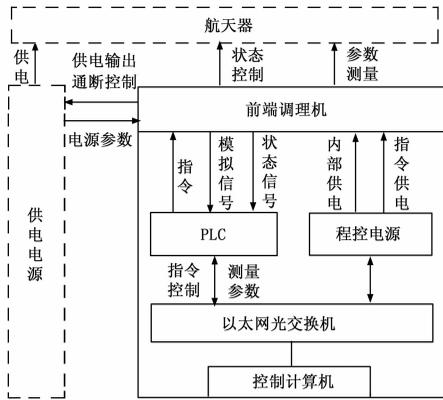 航天器
供电
供电输出
通断控制
状态
控制
参数
测量
前端调理机
电源参数
供电电源
指令
模拟信号
状态信号
内部供电
指令供电
PLC
程控电源
指令
控制
测量
参数
以太网光交换机
控制计算机